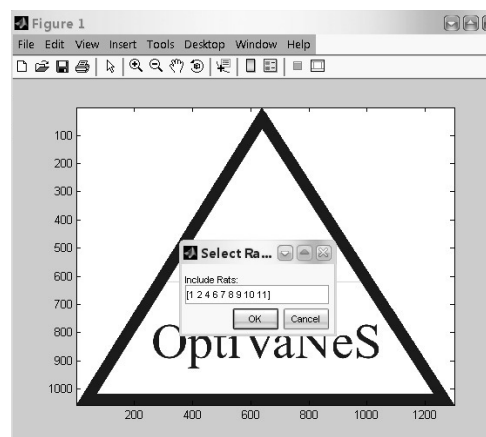 Figure 1
File Edit View Insert Tools Desktop Window Help
100
200
300
400
500
600
700
800
900
1000
Select Ra...
Include Rats:
[1 2 4 6 7 8 9 10 11]
OK Cancel
OptiVaNeS
200 400 600 800 1000 1200